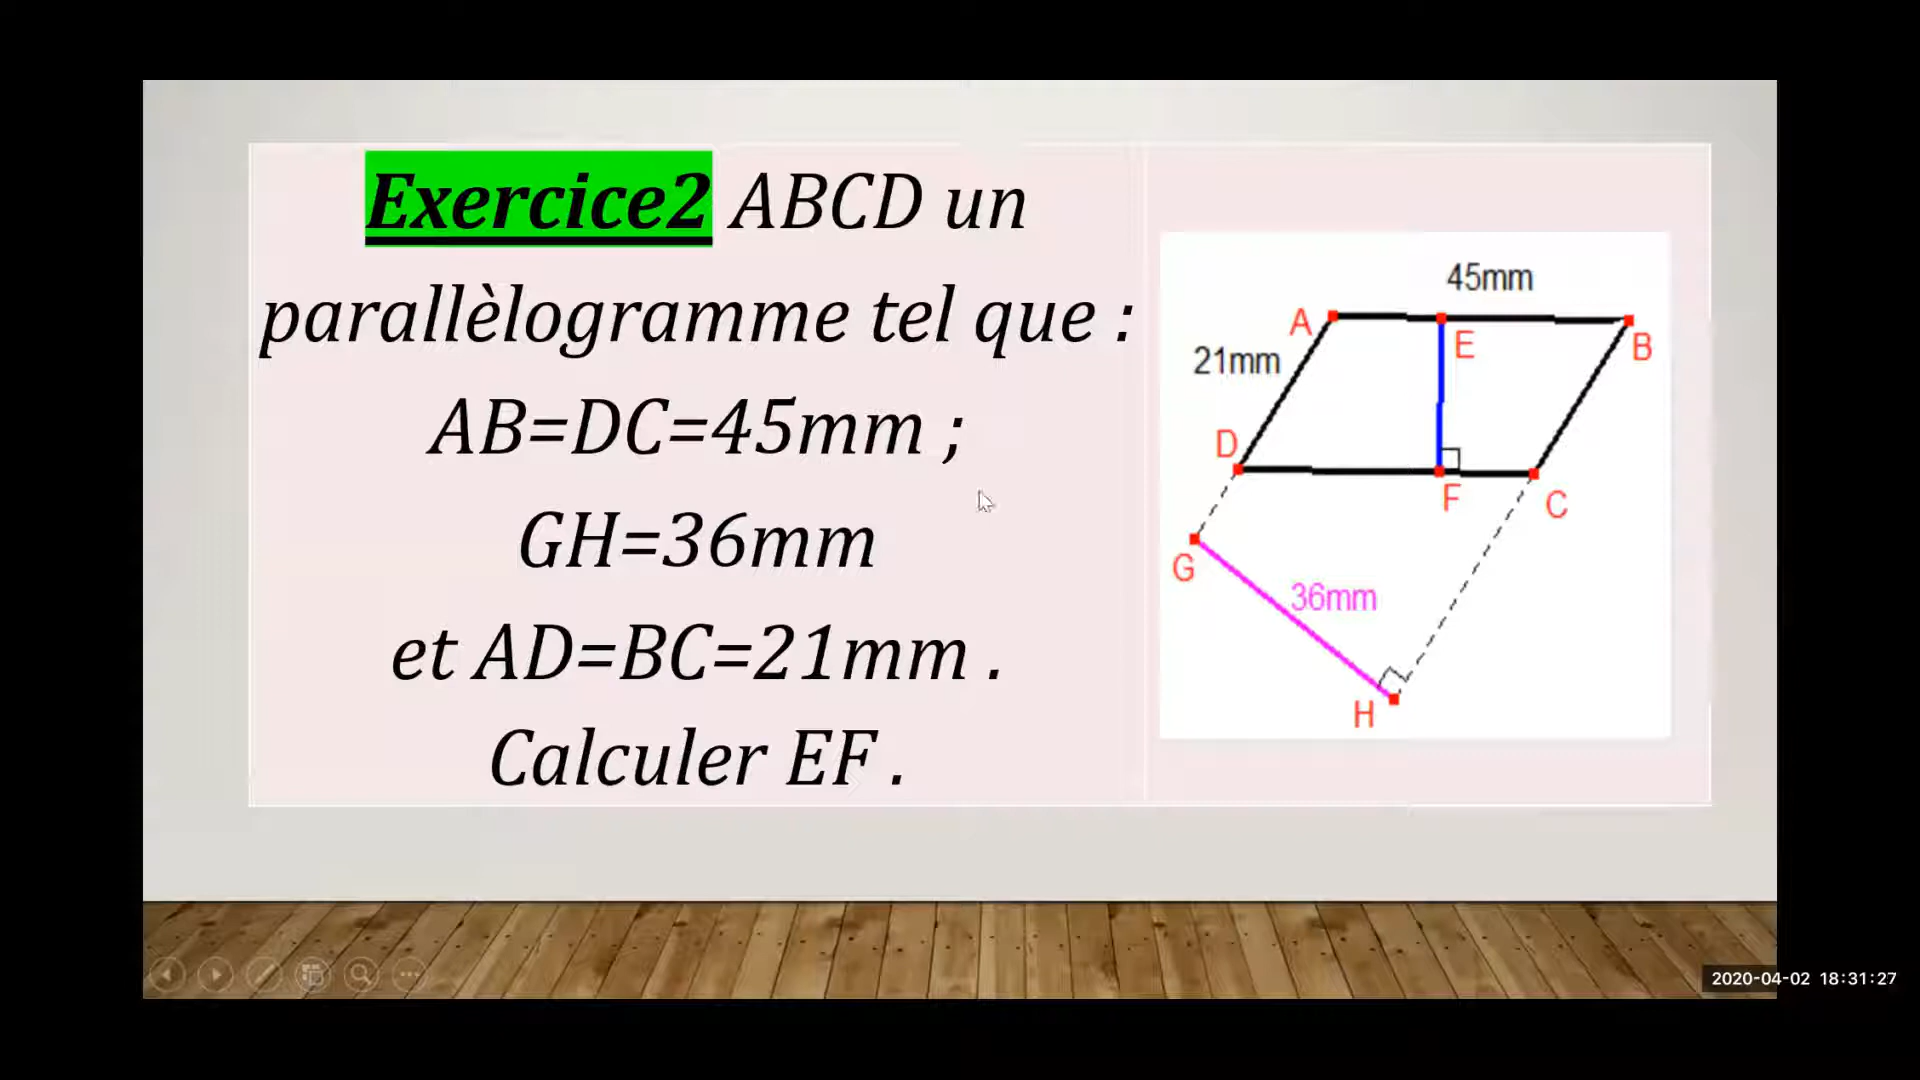 Exercice2 ABCD un
parallèlogramme tel que :
AB=DC=45mm ;
GH=36mm
et AD=BC=21mm .
Calculer EF .
45mm
A
E
B
21mm
D
F
C
G
36mm
H
2020-04-02 18:31:27